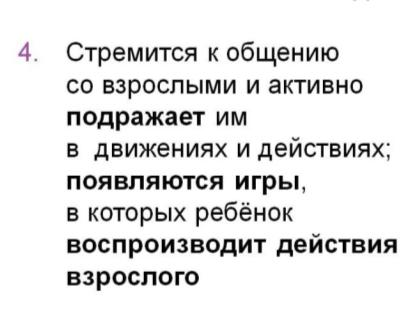 4. Стремится к общению
со взрослыми и активно
подражает им
в движениях и действиях;
появляются игры,
в которых ребёнок
воспроизводит действия
взрослого